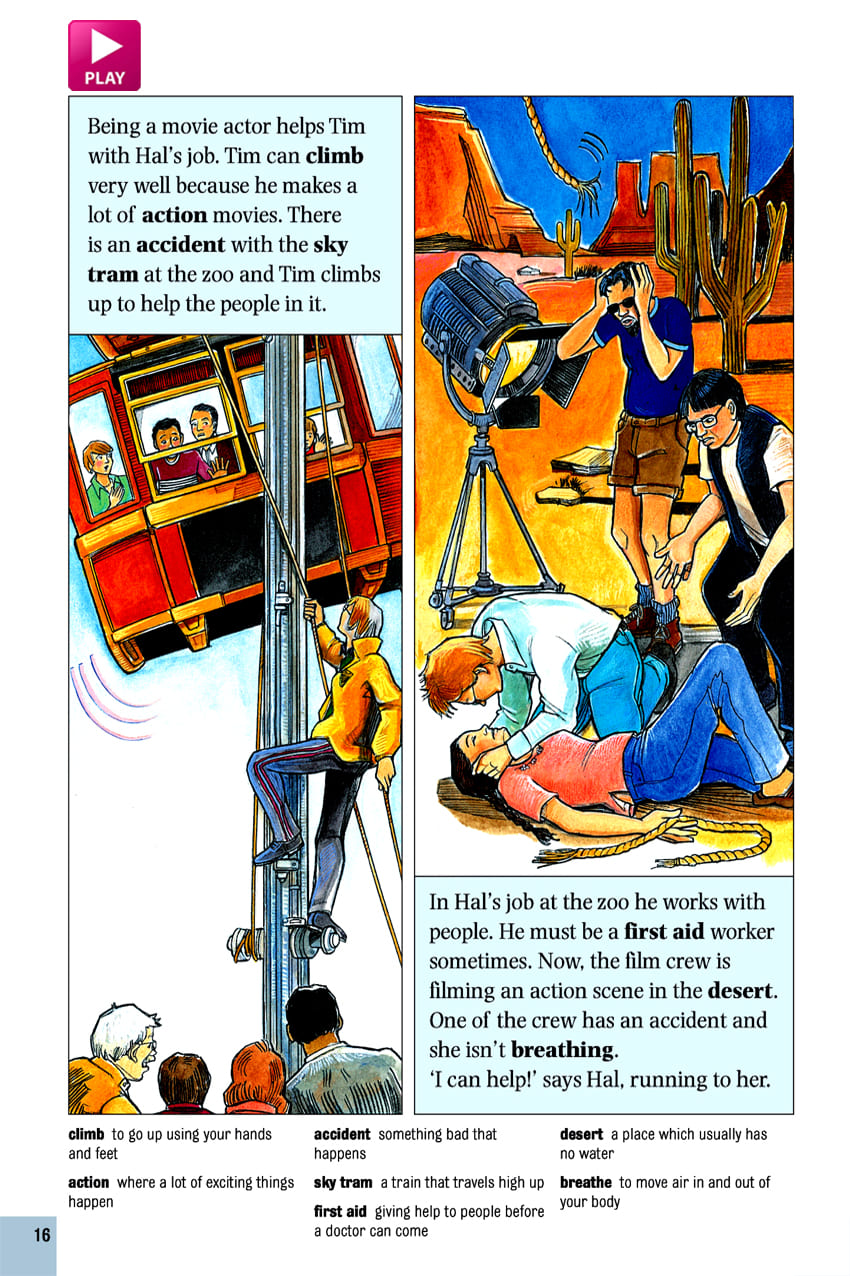 PLAY
Being a movie actor helps Tim
with Hal’s job. Tim can climb
very well because he makes a
lot of action movies. There
is an accident with the sky
tram at the zoo and Tim climbs
up to help the people in it.
In Hal’s job at the zoo he works with
people. He must be a first aid worker
sometimes. Now, the film crew is
filming an action scene in the desert.
One of the crew has an accident and
she isn’t breathing.
‘I can help!’ says Hal, running to her.
climb to go up using your hands
and feet
action where a lot of exciting things
happen
accident something bad that
happens
sky tram a train that travels high up
first aid giving help to people before
a doctor can come
desert a place which usually has
no water
breathe to move air in and out of
your body
16